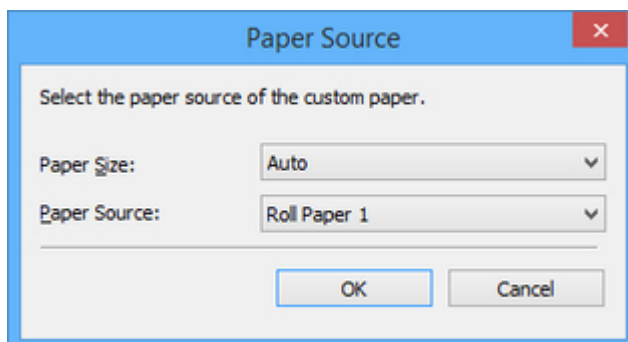 Paper Source
Select the paper source of the custom paper.
Paper Size: Auto
Paper Source: Roll Paper 1
OK Cancel